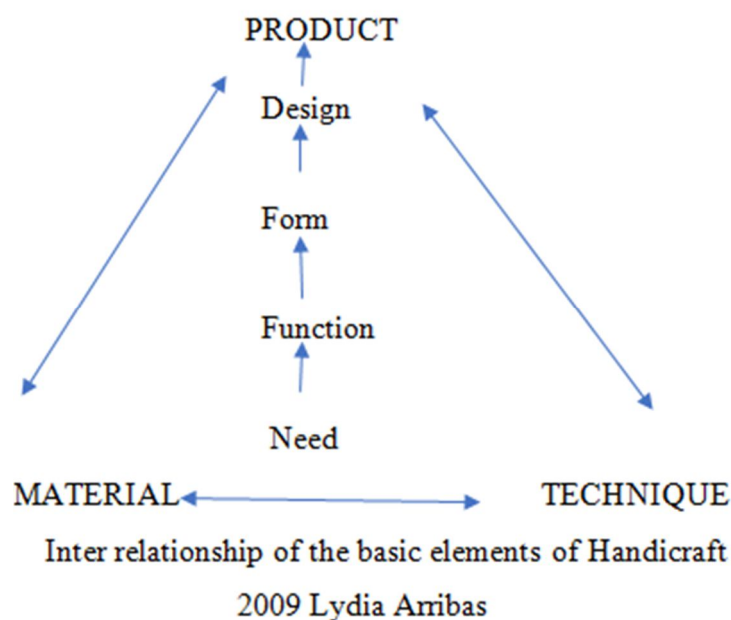 PRODUCT
Design
Form
Function
Need
MATERIAL TECHNIQUE
Inter relationship of the basic elements of Handicraft
2009 Lydia Arribas